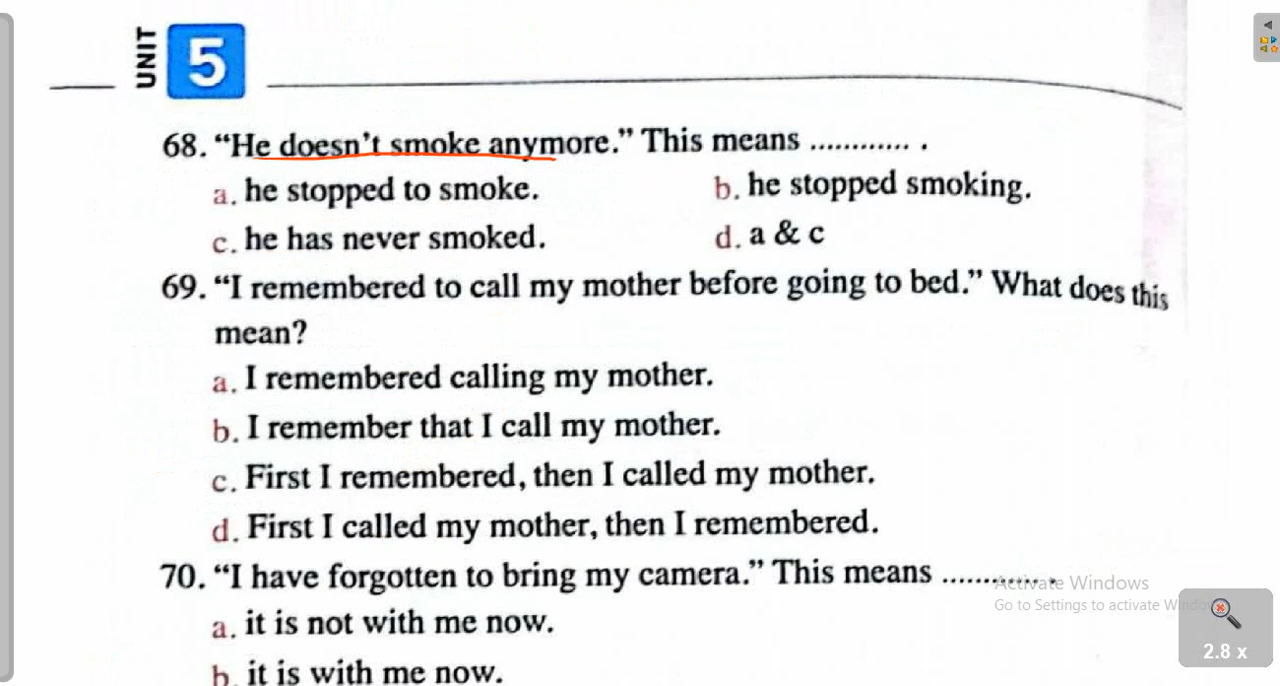 UNIT 5
68. “He doesn’t smoke anymore.” This means ............ .
a. he stopped to smoke.
b. he stopped smoking.
c. he has never smoked.
d. a & c
69. “I remembered to call my mother before going to bed.” What does this
mean?
a. I remembered calling my mother.
b. I remember that I call my mother.
c. First I remembered, then I called my mother.
d. First I called my mother, then I remembered.
70. “I have forgotten to bring my camera.” This means ............ .
a. it is not with me now.
b. it is with me now.
Activate Windows
Go to Settings to activate Windows
2.8 x